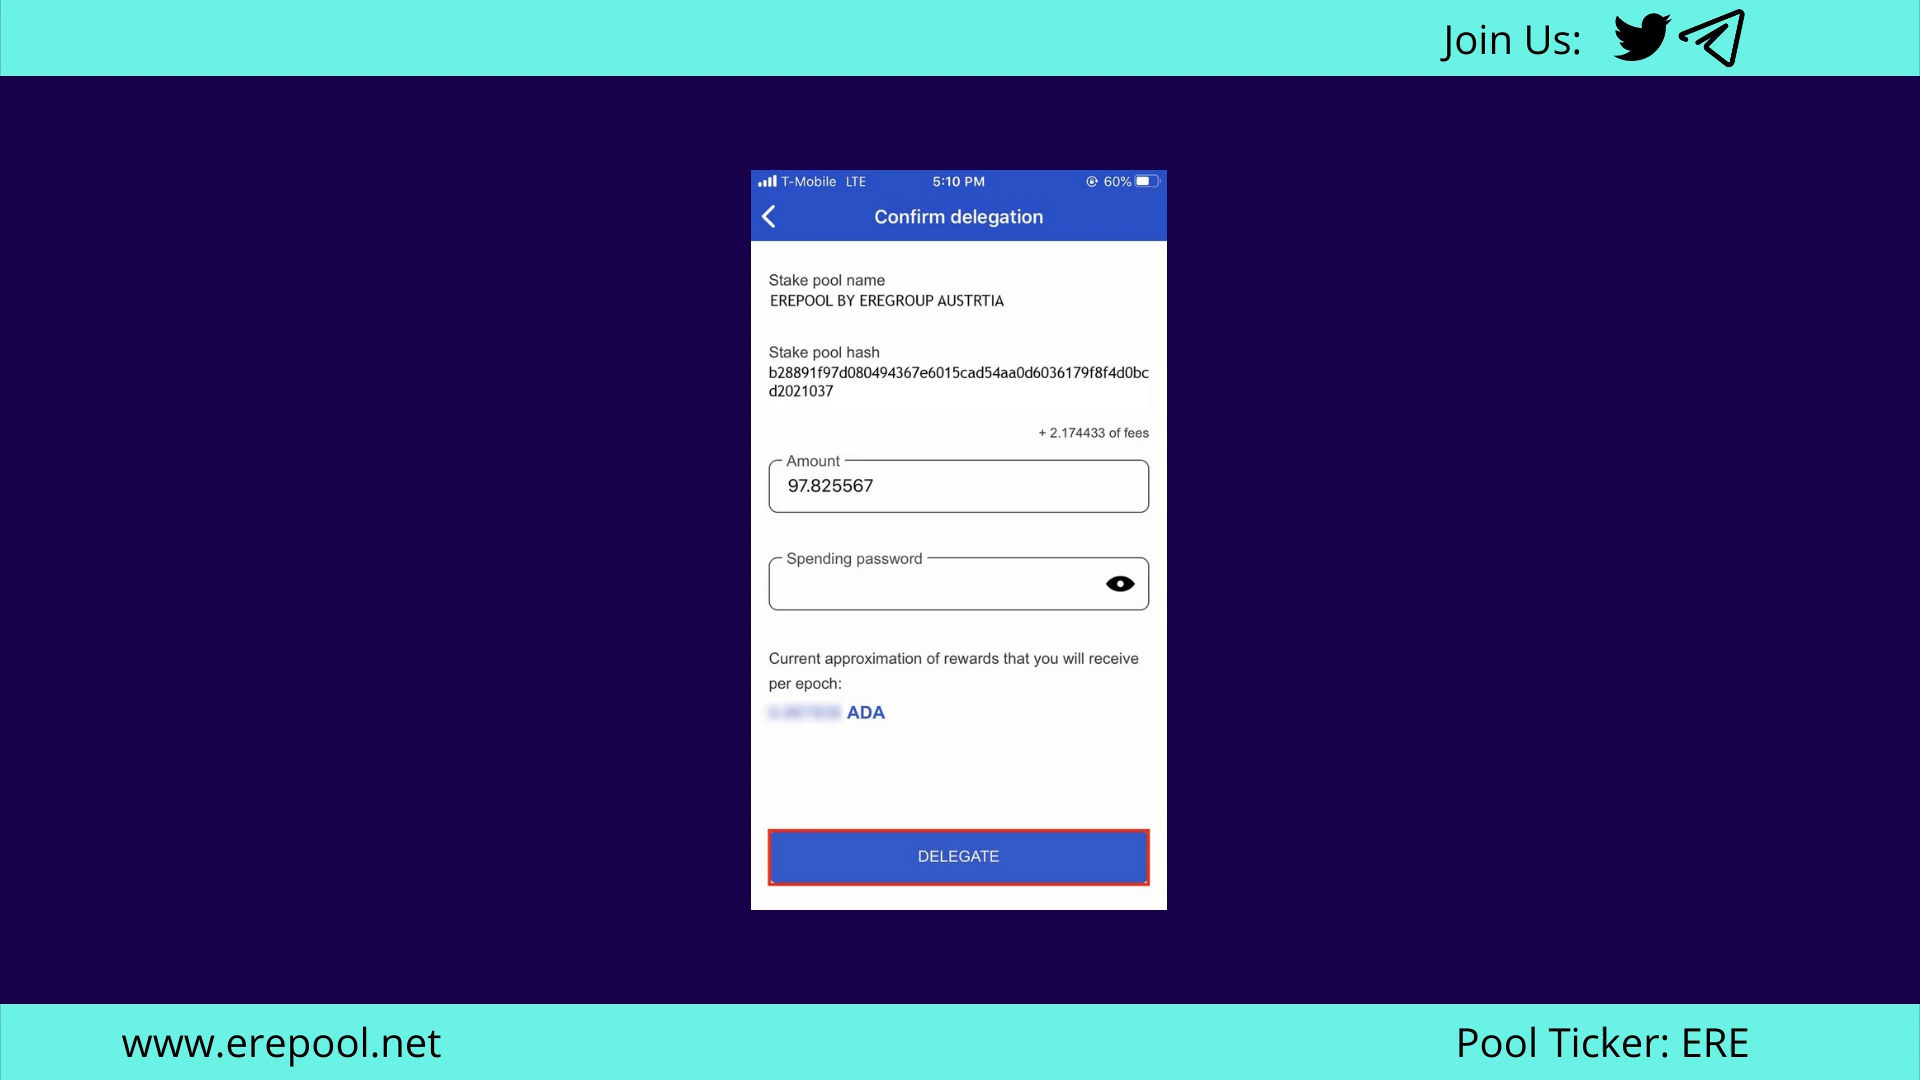 Join Us:
T-Mobile LTE 5:10 PM 60%
Confirm delegation
Stake pool name
EREPOOL BY EREGROUP AUSTRTIA
Stake pool hash
b28891f97d080494367e6015cad54aa0d6036179f8f4d0bc
d2021037
+ 2.174433 of fees
Amount
97.825567
Spending password
Current approximation of rewards that you will receive
per epoch:
ADA
DELEGATE
www.erepool.net
Pool Ticker: ERE